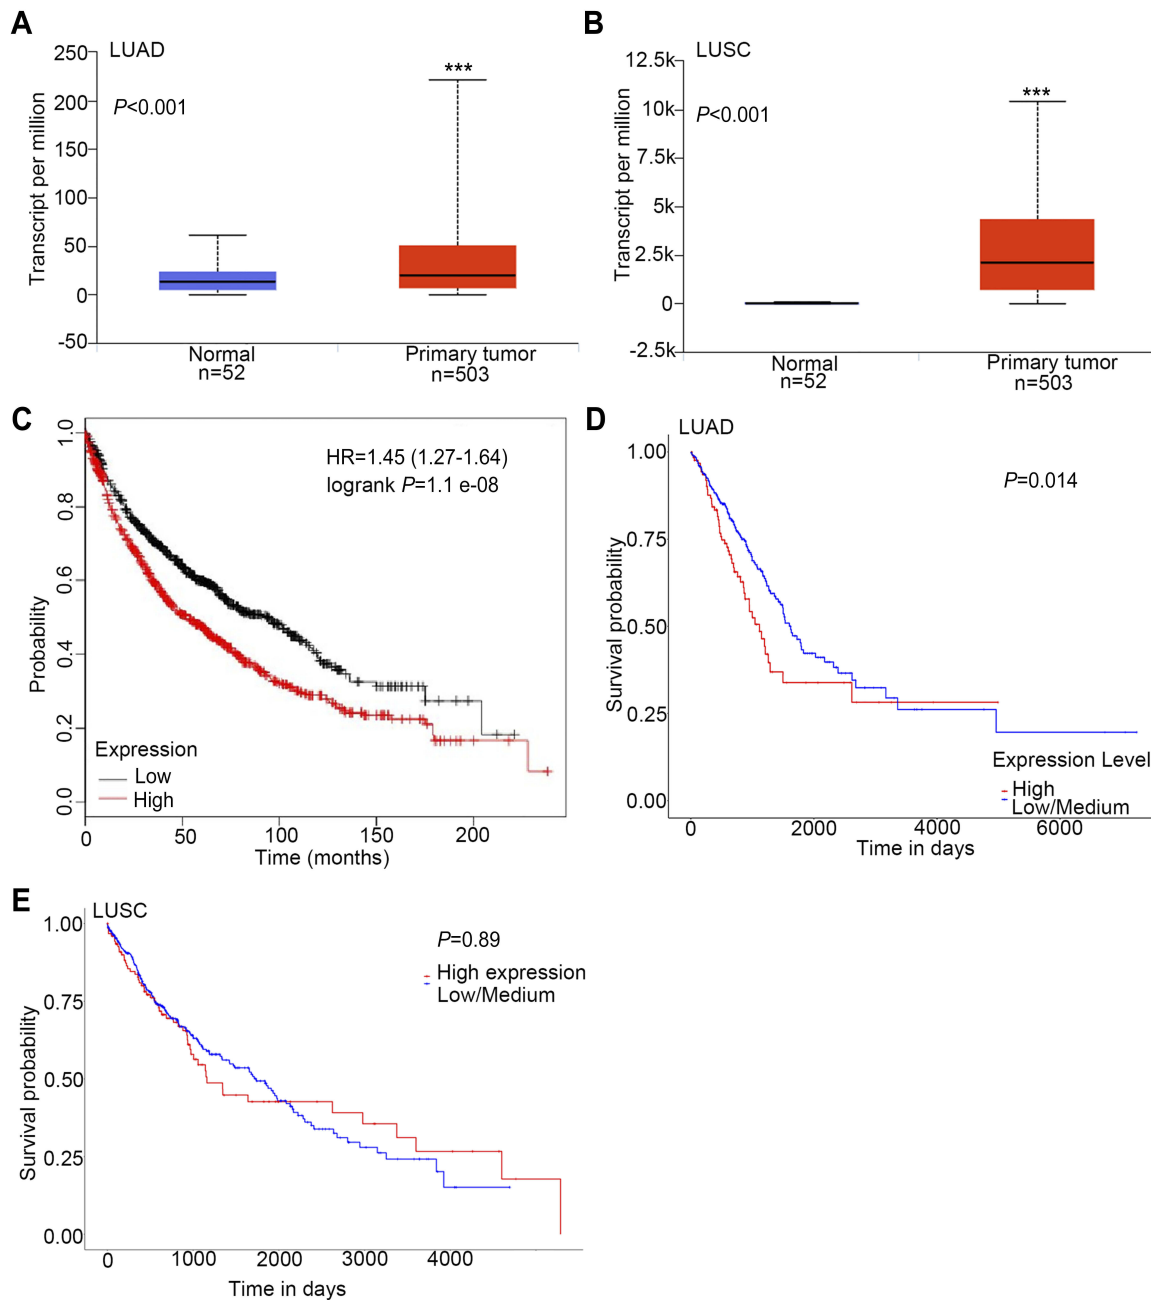 A
LUAD
***
P<0.001
Transcript per million
250
200
150
100
50
0
-50
Normal
n=52
Primary tumor
n=503
B
LUSC
***
P<0.001
Transcript per million
12.5k
10k
7.5k
5k
2.5k
0
-2.5k
Normal
n=52
Primary tumor
n=503
C
HR=1.45 (1.27-1.64)
logrank P=1.1 e-08
Probability
1.0
0.8
0.6
0.4
0.2
0.0
Expression
Low
High
0 50 100 150 200
Time (months)
D
LUAD
P=0.014
Survival probability
1.00
0.75
0.50
0.25
0.00
Expression Level
High
Low/Medium
0 2000 4000 6000
Time in days
E
LUSC
P=0.89
High expression
Low/Medium
Survival probability
1.00
0.75
0.50
0.25
0.00
0 1000 2000 3000 4000
Time in days